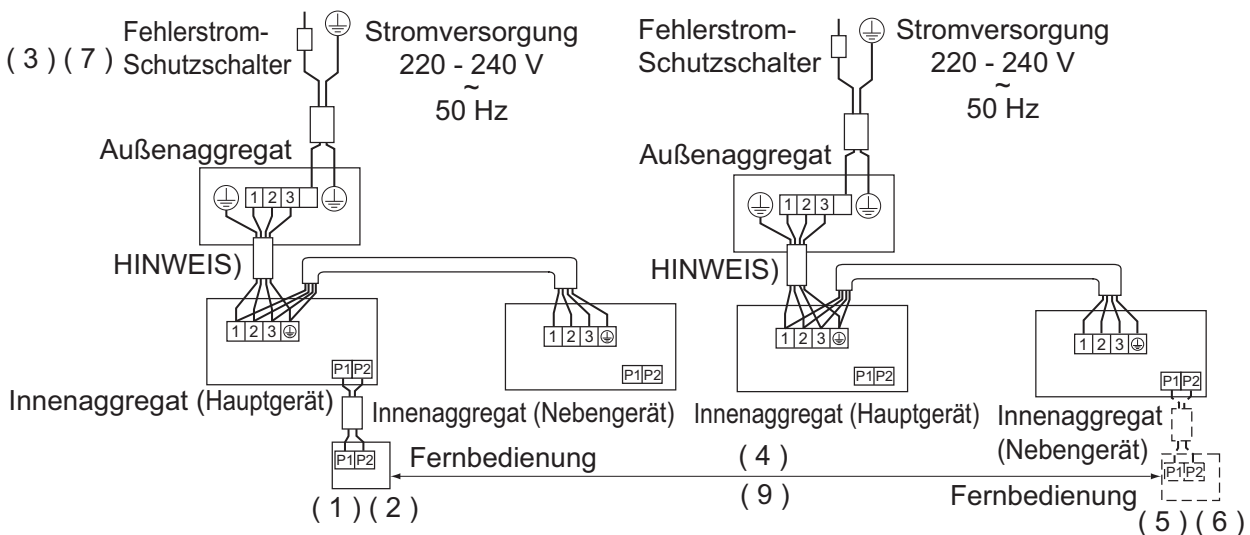 ( 3 ) ( 7 ) Fehlerstrom-
Schutzschalter
Stromversorgung
220 - 240 V
~
50 Hz
Außenaggregat
1 2 3
HINWEIS)
1 2 3
P1 P2
Innenaggregat (Hauptgerät)
1 2 3
P1 P2
Innenaggregat (Nebengerät)
P1 P2
( 1 ) ( 2 )
Fernbedienung
Fehlerstrom-
Schutzschalter
Stromversorgung
220 - 240 V
~
50 Hz
Außenaggregat
1 2 3
HINWEIS)
1 2 3
P1 P2
Innenaggregat (Hauptgerät)
1 2 3
P1 P2
Innenaggregat
(Nebengerät)
( 4 )
( 9 )
P1 P2
Fernbedienung
( 5 ) ( 6 )